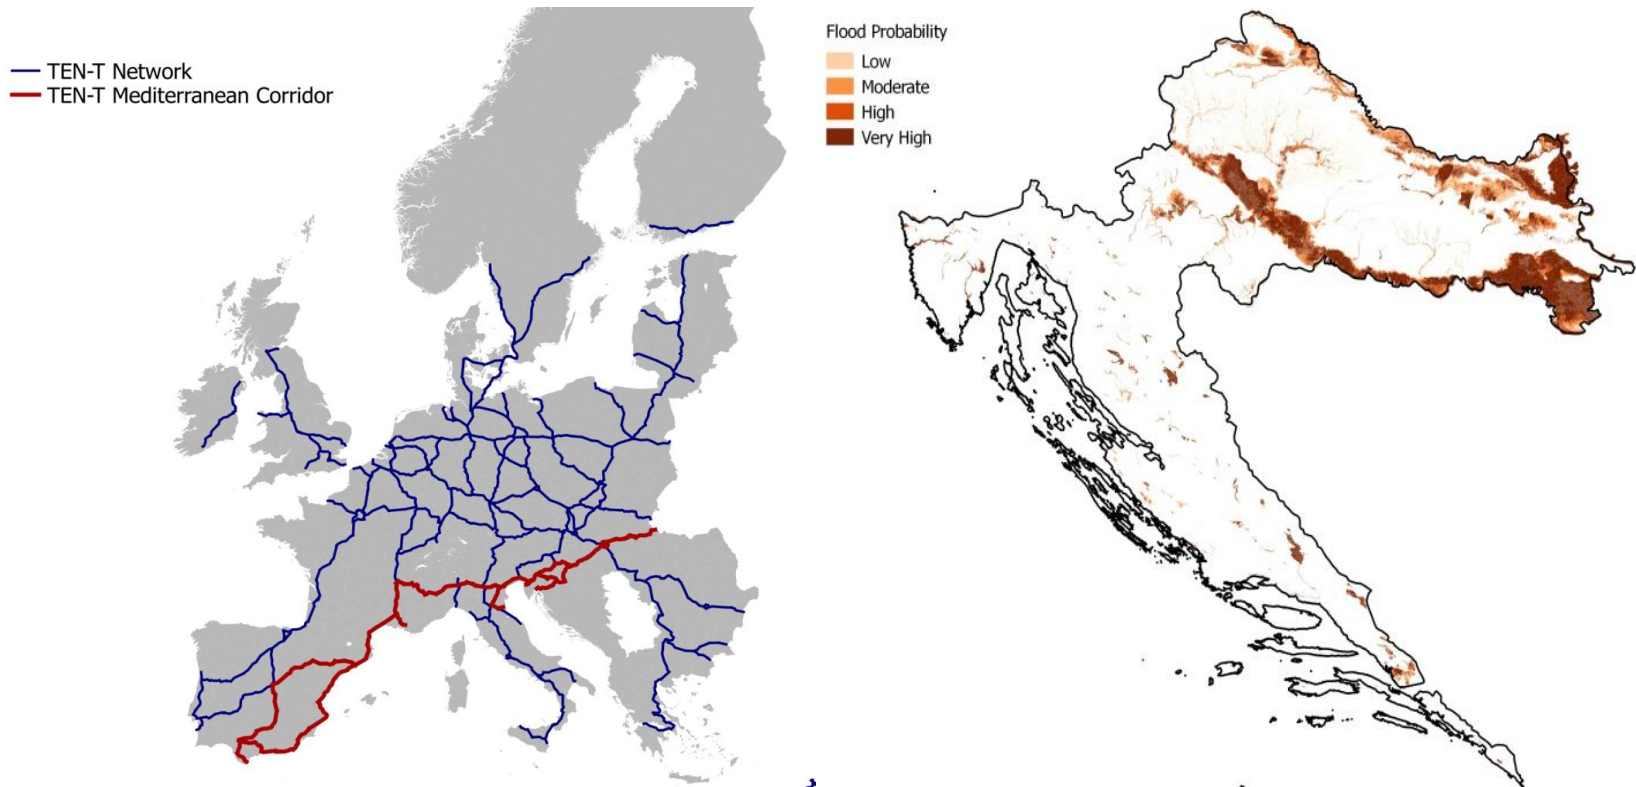 TEN-T Network
TEN-T Mediterranean Corridor
Flood Probability
Low
Moderate
High
Very High